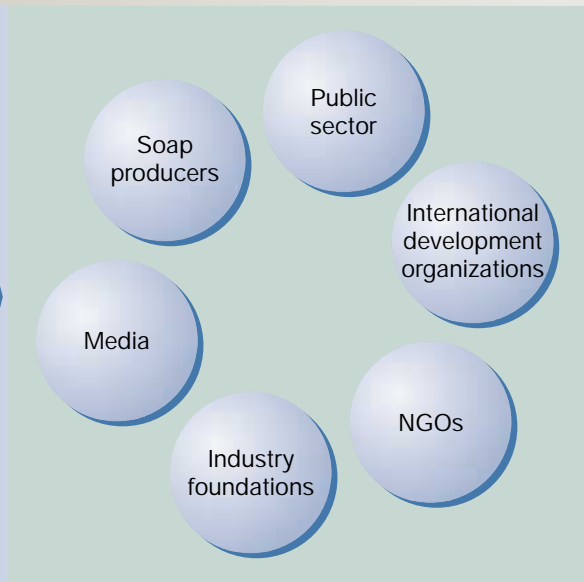 Public
sector
Soap
producers
International
development
organizations
Media
NGOs
Industry
foundations